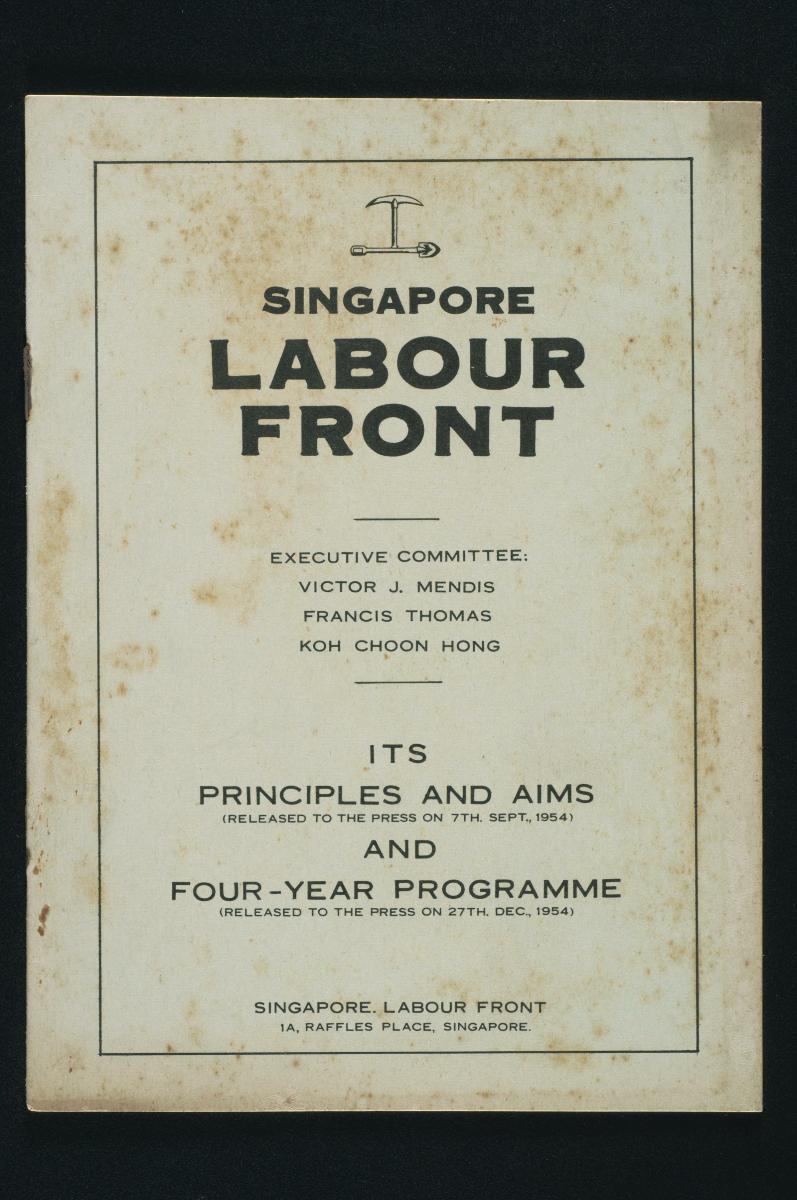 SINGAPORE
LABOUR
FRONT
EXECUTIVE COMMITTEE:
VICTOR J. MENDIS
FRANCIS THOMAS
KOH CHOON HONG
ITS
PRINCIPLES AND AIMS
(RELEASED TO THE PRESS ON 7TH. SEPT., 1954)
AND
FOUR-YEAR PROGRAMME
(RELEASED TO THE PRESS ON 27TH. DEC., 1954)
SINGAPORE. LABOUR FRONT
1A, RAFFLES PLACE, SINGAPORE.